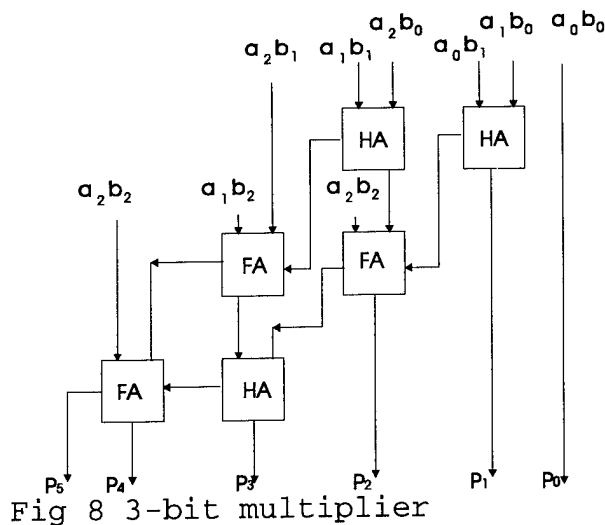 a₂b₀ a₁b₀ a₀b₀
a₂b₁ a₁b₁ a₀b₁
HA HA
a₂b₂ a₁b₂ a₂b₂
FA FA
FA HA
P₅ P₄ P₃ P₂ P₁ P₀
Fig 8 3-bit multiplier